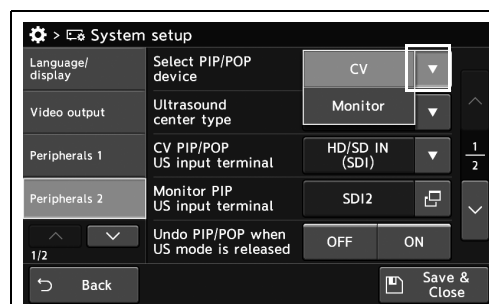 > System setup
Language/
display
Video output
Peripherals 1
Peripherals 2
1/2
Select PIP/POP
device
CV
Monitor
Ultrasound
center type
CV PIP/POP
US input terminal
HD/SD IN
(SDI)
Monitor PIP
US input terminal
SDI2
Undo PIP/POP when
US mode is released
OFF
ON
1
2
Back
Save &
Close